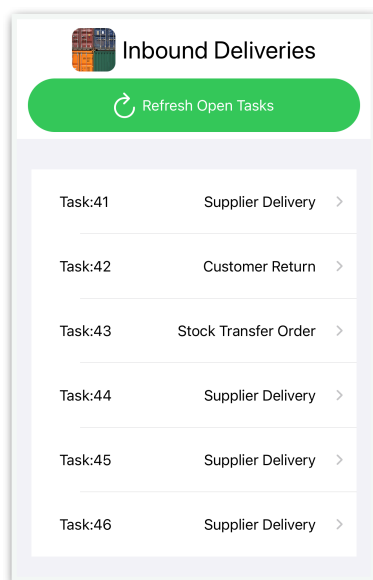 Inbound Deliveries
Refresh Open Tasks
Task:41 Supplier Delivery
Task:42 Customer Return
Task:43 Stock Transfer Order
Task:44 Supplier Delivery
Task:45 Supplier Delivery
Task:46 Supplier Delivery